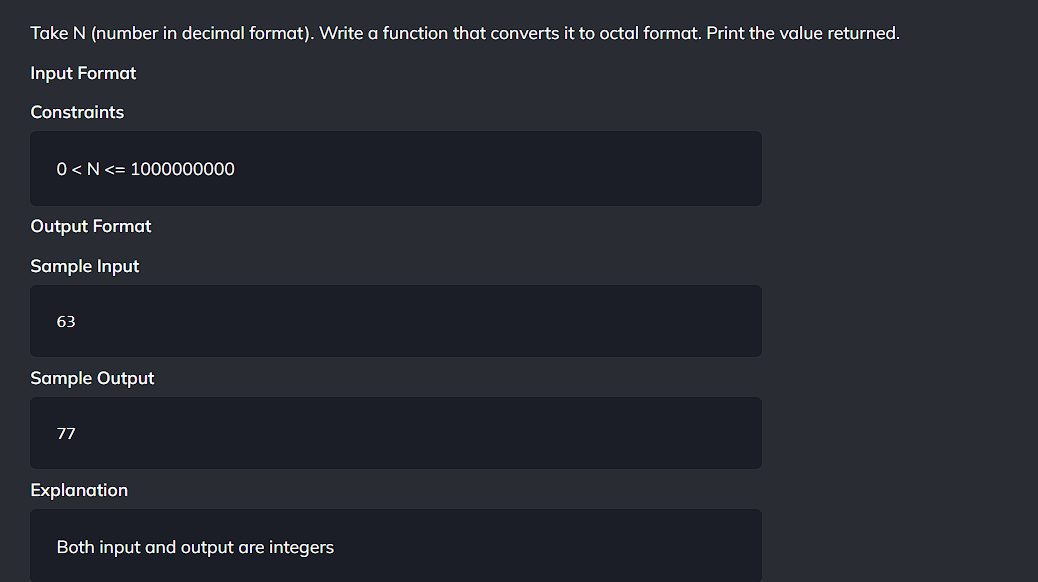 Take N (number in decimal format). Write a function that converts it to octal format. Print the value returned.
Input Format
Constraints
0 < N <= 1000000000
Output Format
Sample Input
63
Sample Output
77
Explanation
Both input and output are integers